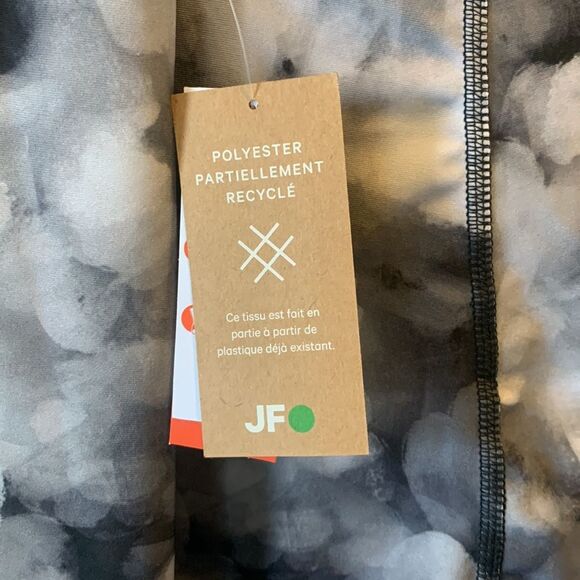 POLYESTER
PARTIELLEMENT
RECYCLÉ
Ce tissu est fait en
partie à partir de
plastique déjà existant.
JF